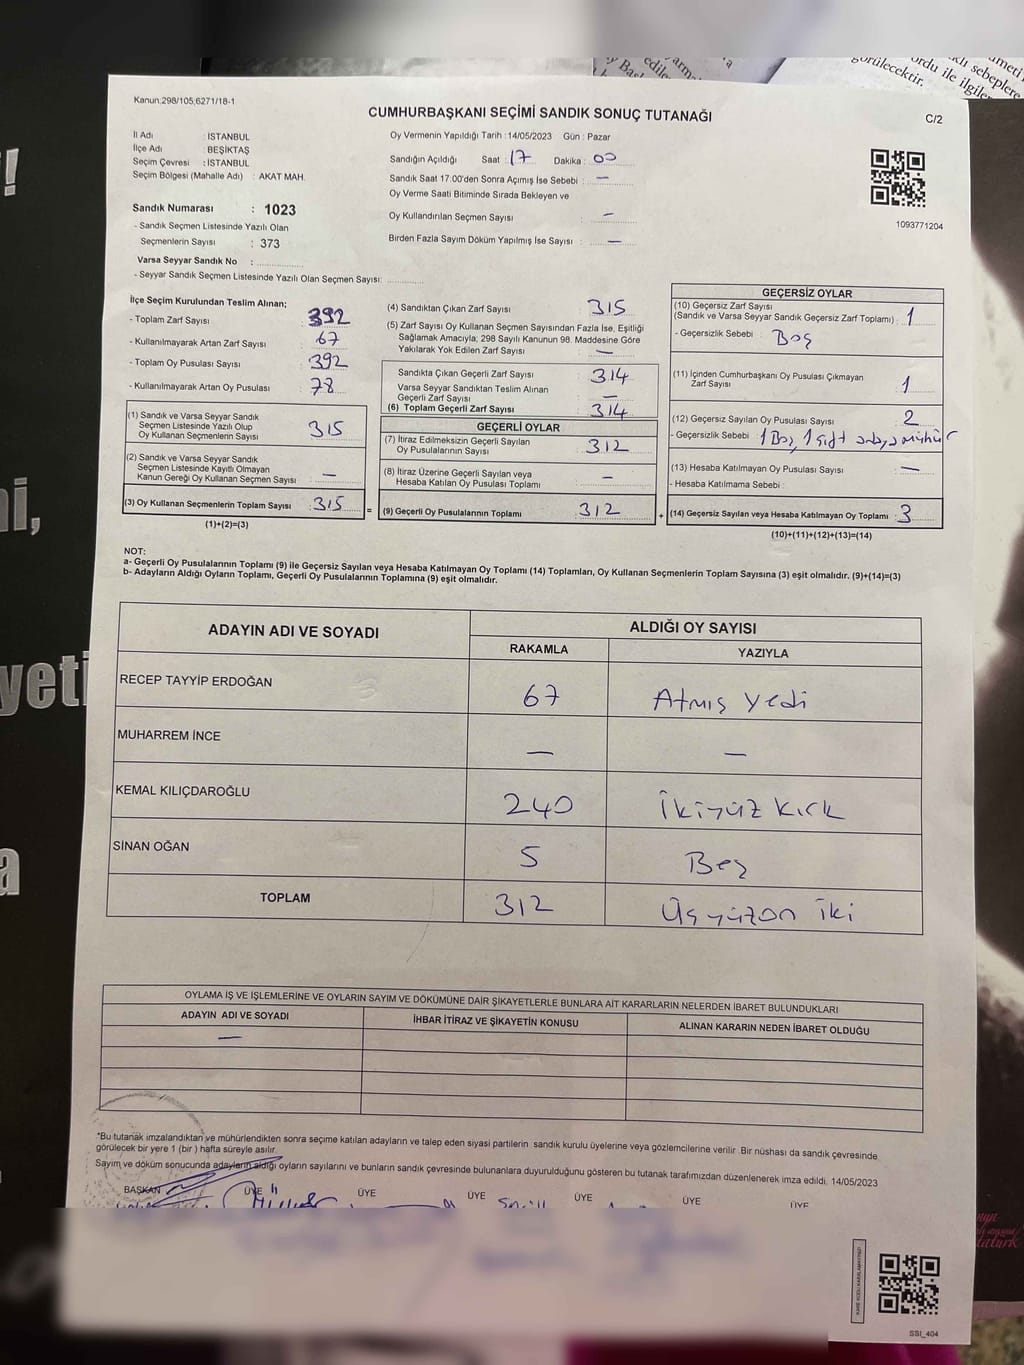 Kanun:298/105;6271/18-1
CUMHURBAŞKANI SEÇİMİ SANDIK SONUÇ TUTANAĞI
C/2
İl Adı : İSTANBUL
İlçe Adı : BEŞİKTAŞ
Seçim Çevresi : İSTANBUL
Seçim Bölgesi (Mahalle Adı) : AKAT MAH.
Sandık Numarası : 1023
- Sandık Seçmen Listesinde Yazılı Olan
Seçmenlerin Sayısı : 373
Varsa Seyyar Sandık No :
- Seyyar Sandık Seçmen Listesinde Yazılı Olan Seçmen Sayısı:
Oy Vermenin Yapıldığı Tarih : 14/05/2023 Gün : Pazar
Sandığın Açıldığı Saat : 17 Dakika : 00
Sandık Saat 17:00'den Sonra Açımış İse Sebebi : —
Oy Verme Saati Bitiminde Sırada Bekleyen ve
Oy Kullandırılan Seçmen Sayısı : —
Birden Fazla Sayım Döküm Yapılmış İse Sayısı : —
1093771204
İlçe Seçim Kurulundan Teslim Alınan;
- Toplam Zarf Sayısı : 392
- Kullanılmayarak Artan Zarf Sayısı : 67
- Toplam Oy Pusulası Sayısı : 392
- Kullanılmayarak Artan Oy Pusulası : 78
(1) Sandık ve Varsa Seyyar Sandık
Seçmen Listesinde Yazılı Olup
Oy Kullanan Seçmenlerin Sayısı : 315
(2) Sandık ve Varsa Seyyar Sandık
Seçmen Listesinde Kayıtlı Olmayan
Kanun Gereği Oy Kullanan Seçmen Sayısı : —
(3) Oy Kullanan Seçmenlerin Toplam Sayısı : 315
(1)+(2)=(3)
=
(4) Sandıktan Çıkan Zarf Sayısı : 315
(5) Zarf Sayısı Oy Kullanan Seçmen Sayısından Fazla İse, Eşitliği
Sağlamak Amacıyla; 298 Sayılı Kanunun 98. Maddesine Göre
Yakılarak Yok Edilen Zarf Sayısı : —
Sandıkta Çıkan Geçerli Zarf Sayısı : 314
Varsa Seyyar Sandıktan Teslim Alınan
Geçerli Zarf Sayısı : —
(6) Toplam Geçerli Zarf Sayısı : 314
GEÇERLİ OYLAR
(7) İtiraz Edilmeksizin Geçerli Sayılan
Oy Pusulalarının Sayısı : 312
(8) İtiraz Üzerine Geçerli Sayılan veya
Hesaba Katılan Oy Pusulası Toplamı : —
(9) Geçerli Oy Pusulalarının Toplamı : 312
+
GEÇERSİZ OYLAR
(10) Geçersiz Zarf Sayısı
(Sandık ve Varsa Seyyar Sandık Geçersiz Zarf Toplamı) : 1
- Geçersizlik Sebebi : Boş
(11) İçinden Cumhurbaşkanı Oy Pusulası Çıkmayan
Zarf Sayısı : 1
(12) Geçersiz Sayılan Oy Pusulası Sayısı : 2
- Geçersizlik Sebebi : 1 Boş, 1 çift mühür
(13) Hesaba Katılmayan Oy Pusulası Sayısı : —
- Hesaba Katılmama Sebebi :
(14) Geçersiz Sayılan veya Hesaba Katılmayan Oy Toplamı : 3
(10)+(11)+(12)+(13)=(14)
NOT:
a- Geçerli Oy Pusulalarının Toplamı (9) ile Geçersiz Sayılan veya Hesaba Katılmayan Oy Toplamı (14) Toplamları, Oy Kullanan Seçmenlerin Toplam Sayısına (3) eşit olmalıdır. (9)+(14)=(3)
b- Adayların Aldığı Oyların Toplamı, Geçerli Oy Pusulalarının Toplamına (9) eşit olmalıdır.
ADAYIN ADI VE SOYADI ALDIĞI OY SAYISI
RAKAMLA YAZIYLA
RECEP TAYYİP ERDOĞAN 67 Atmış Yedi
MUHARREM İNCE — —
KEMAL KILIÇDAROĞLU 240 İkiyüz Kırk
SİNAN OĞAN 5 Beş
TOPLAM 312 Üçyüzon iki
OYLAMA İŞ VE İŞLEMLERİNE VE OYLARIN SAYIM VE DÖKÜMÜNE DAİR ŞİKAYETLERLE BUNLARA AİT KARARLARIN NELERDEN İBARET BULUNDUKLARI
ADAYIN ADI VE SOYADI İHBAR İTİRAZ VE ŞİKAYETİN KONUSU ALINAN KARARIN NEDEN İBARET OLDUĞU
—
*Bu tutanak imzalandıktan ve mühürlendikten sonra seçime katılan adayların ve talep eden siyasi partilerin sandık kurulu üyelerine veya gözlemcilerine verilir. Bir nüshası da sandık çevresinde
görülecek bir yere 1 (bir ) hafta süreyle asılır.
Sayım ve döküm sonucunda adayların aldığı oyların sayılarını ve bunların sandık çevresinde bulunanlara duyurulduğunu gösteren bu tutanak tarafımızdan düzenlenerek imza edildi. 14/05/2023
BAŞKAN ÜYE ÜYE ÜYE ÜYE ÜYE ÜYE
SSI_404
görülecektir.
ordu ile ilgile
sebeplere